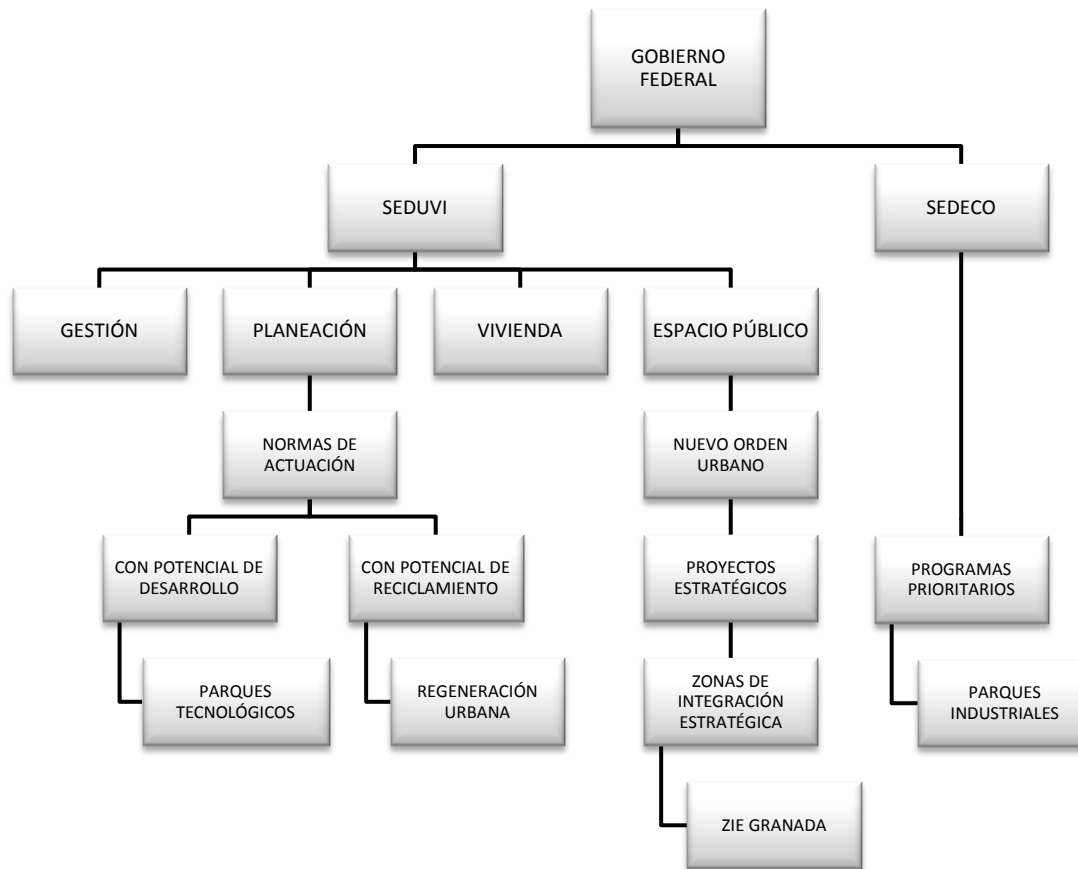 GOBIERNO
FEDERAL
SEDUVI
SEDECO
GESTIÓN
PLANEACIÓN
VIVIENDA
ESPACIO PÚBLICO
NORMAS DE
ACTUACIÓN
NUEVO ORDEN
URBANO
CON POTENCIAL DE
DESARROLLO
CON POTENCIAL DE
RECICLAMIENTO
PROYECTOS
ESTRATÉGICOS
PROGRAMAS
PRIORITARIOS
PARQUES
TECNOLÓGICOS
REGENERACIÓN
URBANA
ZONAS DE
INTEGRACIÓN
ESTRATÉGICA
PARQUES
INDUSTRIALES
ZIE GRANADA